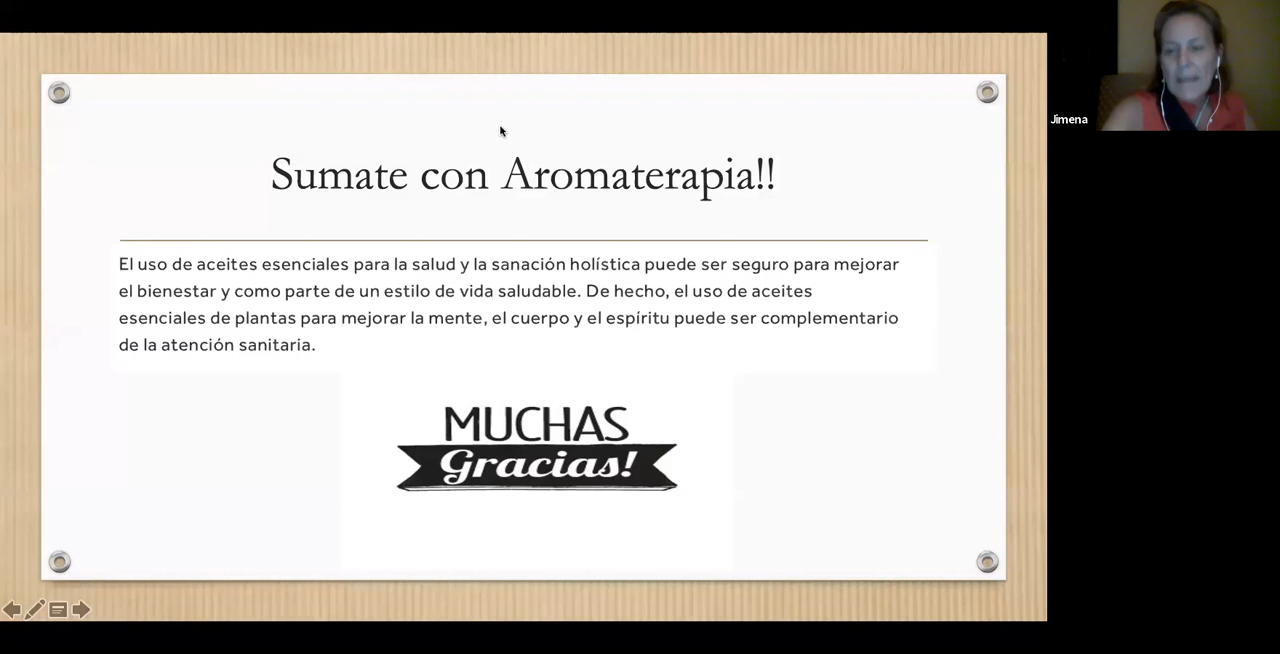 Sumate con Aromaterapia!!
El uso de aceites esenciales para la salud y la sanación holística puede ser seguro para mejorar
el bienestar y como parte de un estilo de vida saludable. De hecho, el uso de aceites
esenciales de plantas para mejorar la mente, el cuerpo y el espíritu puede ser complementario
de la atención sanitaria.
MUCHAS
Gracias!
Jimena